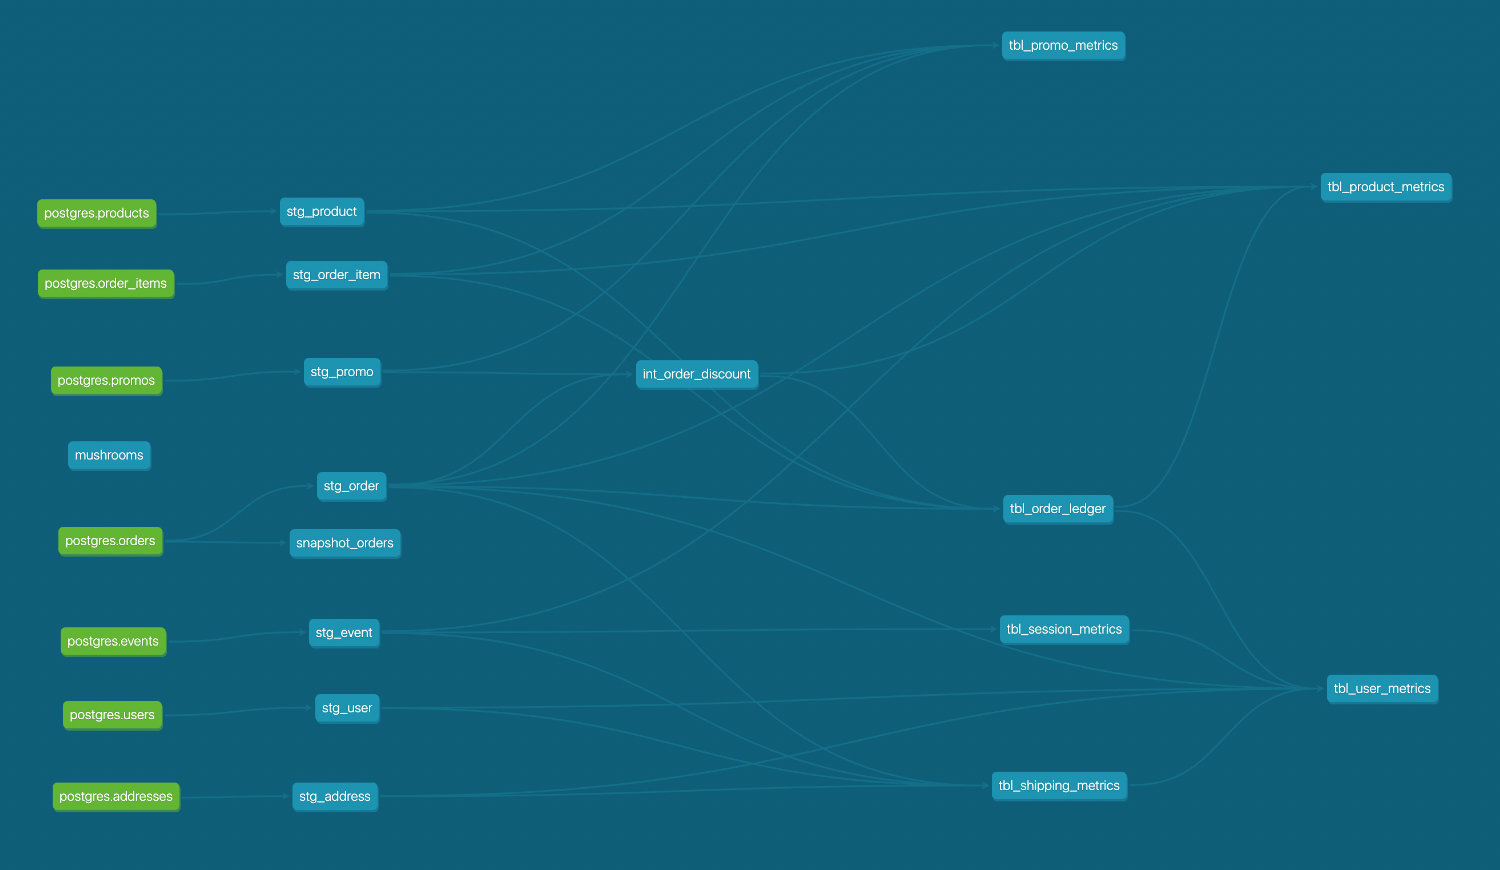 tbl_promo_metrics
tbl_product_metrics
postgres.products
stg_product
postgres.order_items
stg_order_item
postgres.promos
stg_promo
int_order_discount
mushrooms
stg_order
tbl_order_ledger
postgres.orders
snapshot_orders
postgres.events
stg_event
tbl_session_metrics
tbl_user_metrics
postgres.users
stg_user
tbl_shipping_metrics
postgres.addresses
stg_address